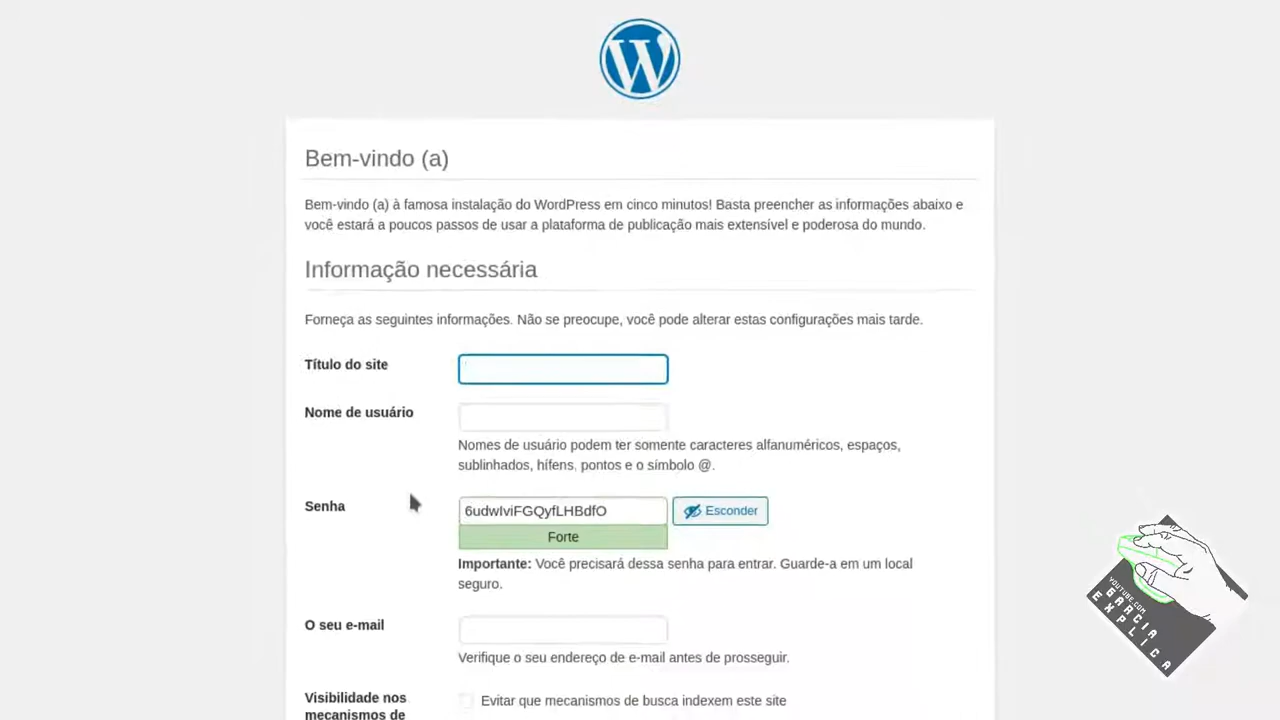 Bem-vindo (a)
Bem-vindo (a) à famosa instalação do WordPress em cinco minutos! Basta preencher as informações abaixo e
você estará a poucos passos de usar a plataforma de publicação mais extensível e poderosa do mundo.
Informação necessária
Forneça as seguintes informações. Não se preocupe, você pode alterar estas configurações mais tarde.
Título do site
Nome de usuário
Nomes de usuário podem ter somente caracteres alfanuméricos, espaços,
sublinhados, hífens, pontos e o símbolo @.
Senha
6udwIviFGQyfLHBdfO
Esconder
Forte
Importante: Você precisará dessa senha para entrar. Guarde-a em um local
seguro.
O seu e-mail
Verifique o seu endereço de e-mail antes de prosseguir.
Visibilidade nos
mecanismos de
Evitar que mecanismos de busca indexem este site
YOUTUBE.COM
GARCIA
EXPLICA